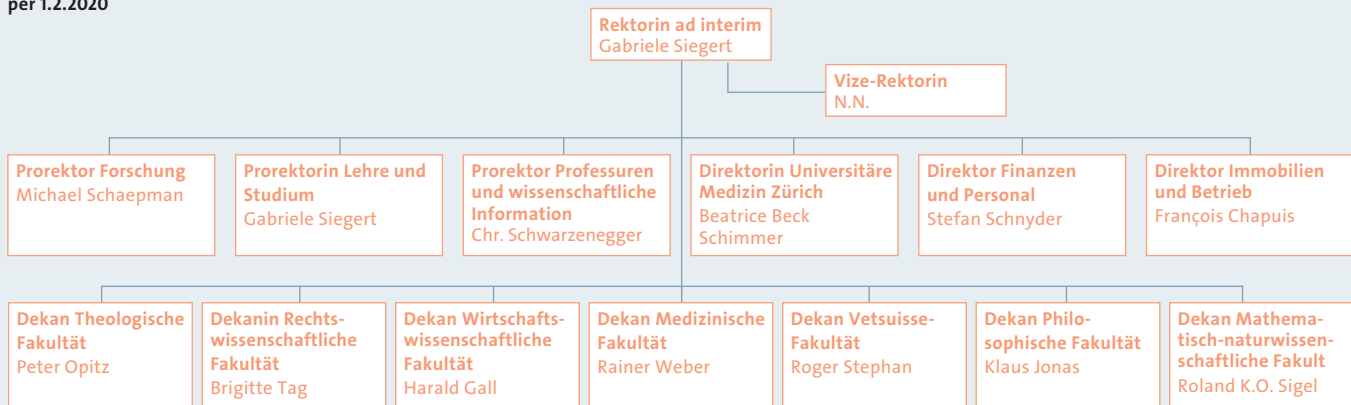 per 1.2.2020
Rektorin ad interim
Gabriele Siegert
Vize-Rektorin
N.N.
Prorektor Forschung
Michael Schaepman
Prorektorin Lehre und
Studium
Gabriele Siegert
Prorektor Professuren
und wissenschaftliche
Information
Chr. Schwarzenegger
Direktorin Universitäre
Medizin Zürich
Beatrice Beck
Schimmer
Direktor Finanzen
und Personal
Stefan Schnyder
Direktor Immobilien
und Betrieb
François Chapuis
Dekan Theologische
Fakultät
Peter Opitz
Dekanin Rechts-
wissenschaftliche
Fakultät
Brigitte Tag
Dekan Wirtschafts-
wissenschaftliche
Fakultät
Harald Gall
Dekan Medizinische
Fakultät
Rainer Weber
Dekan Vetsuisse-
Fakultät
Roger Stephan
Dekan Philo-
sophische Fakultät
Klaus Jonas
Dekan Mathema-
tisch-naturwissen-
schaftliche Fakult
Roland K.O. Sigel